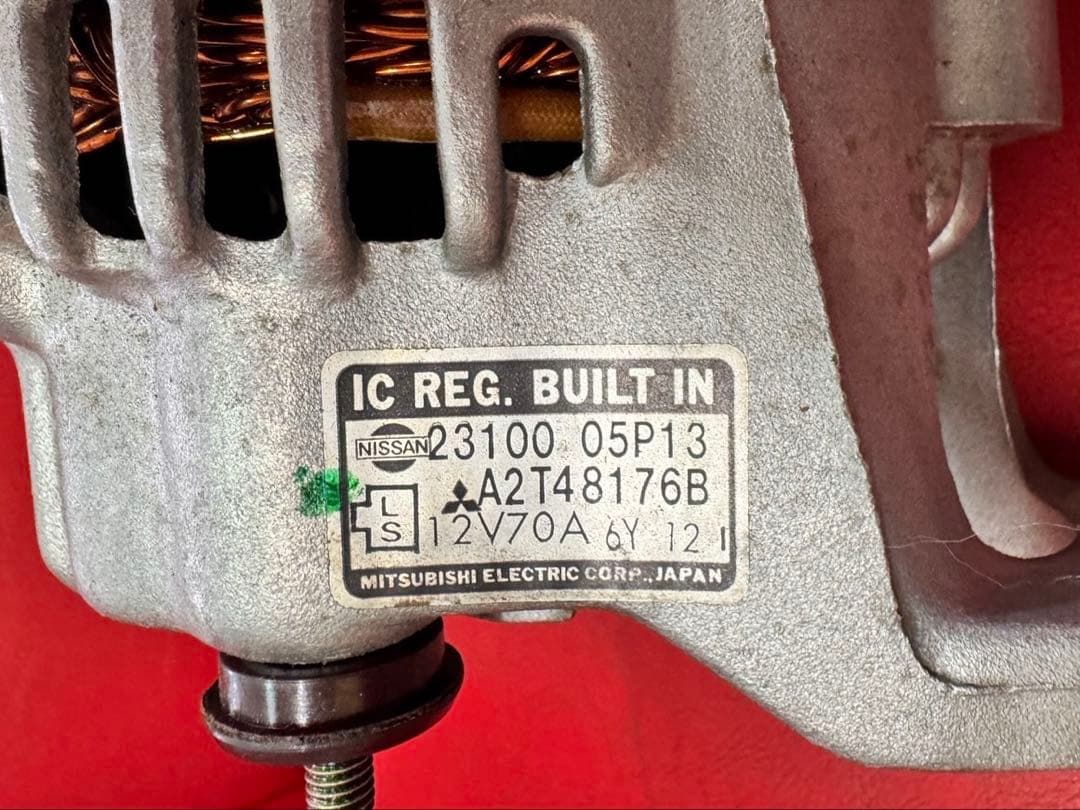 IC REG. BUILT IN
NISSAN 23100 05P13
A2T48176B
L
S 12V70A 6Y 12 I
MITSUBISHI ELECTRIC CORP., JAPAN